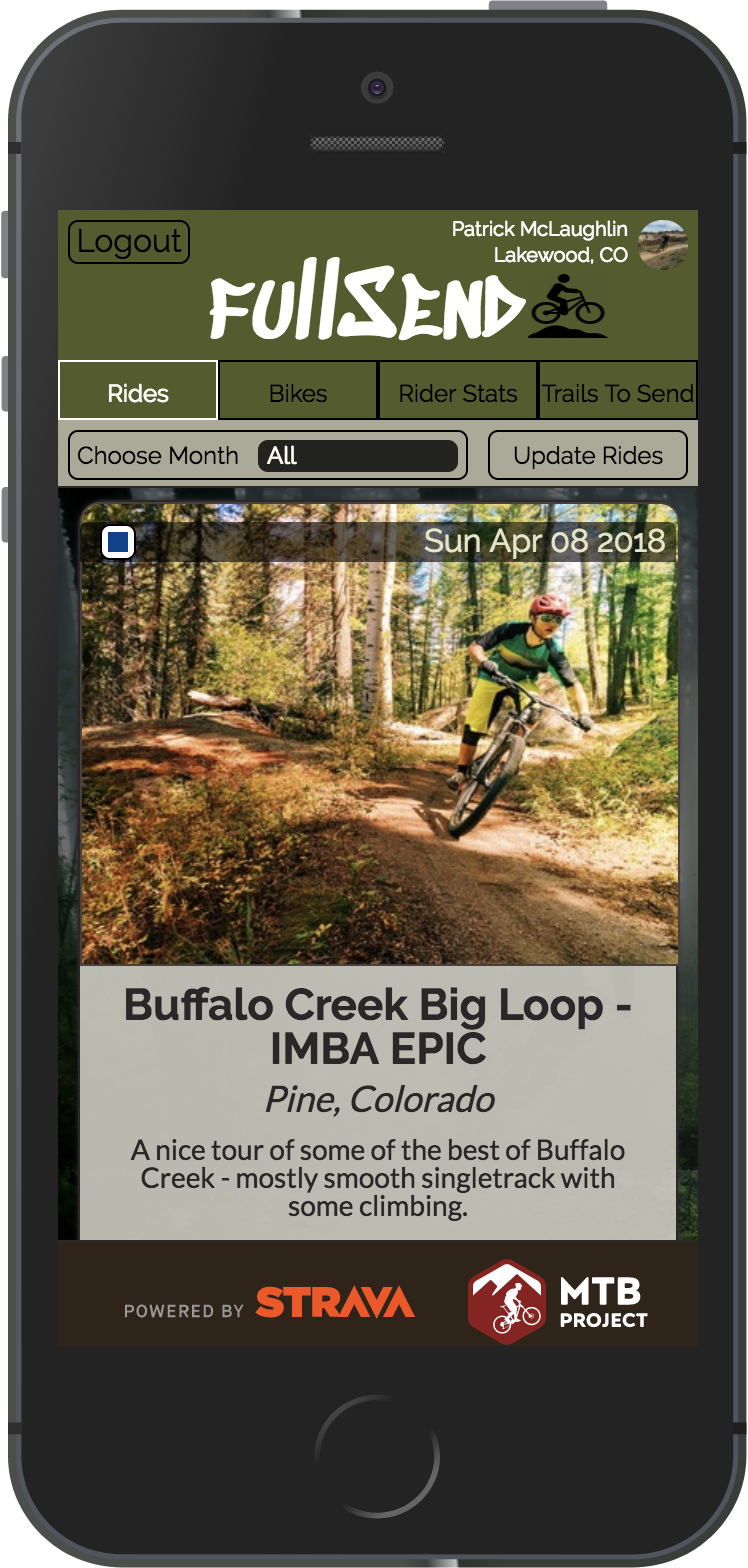 Logout
Patrick McLaughlin
Lakewood, CO
FullSEND
Rides
Bikes
Rider Stats
Trails To Send
Choose Month
All
Update Rides
Sun Apr 08 2018
Buffalo Creek Big Loop -
IMBA EPIC
Pine, Colorado
A nice tour of some of the best of Buffalo
Creek - mostly smooth singletrack with
some climbing.
POWERED BY STRAVA
MTB
PROJECT